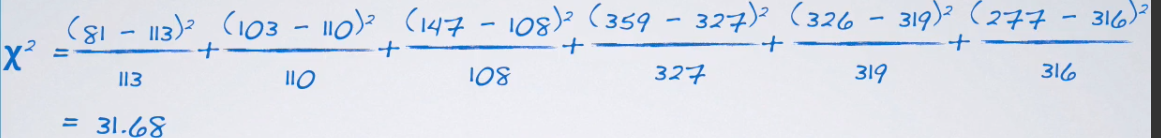 χ² = (81 - 113)²/113 + (103 - 110)²/110 + (147 - 108)²/108 + (359 - 327)²/327 + (326 - 319)²/319 + (277 - 316)²/316
= 31.68